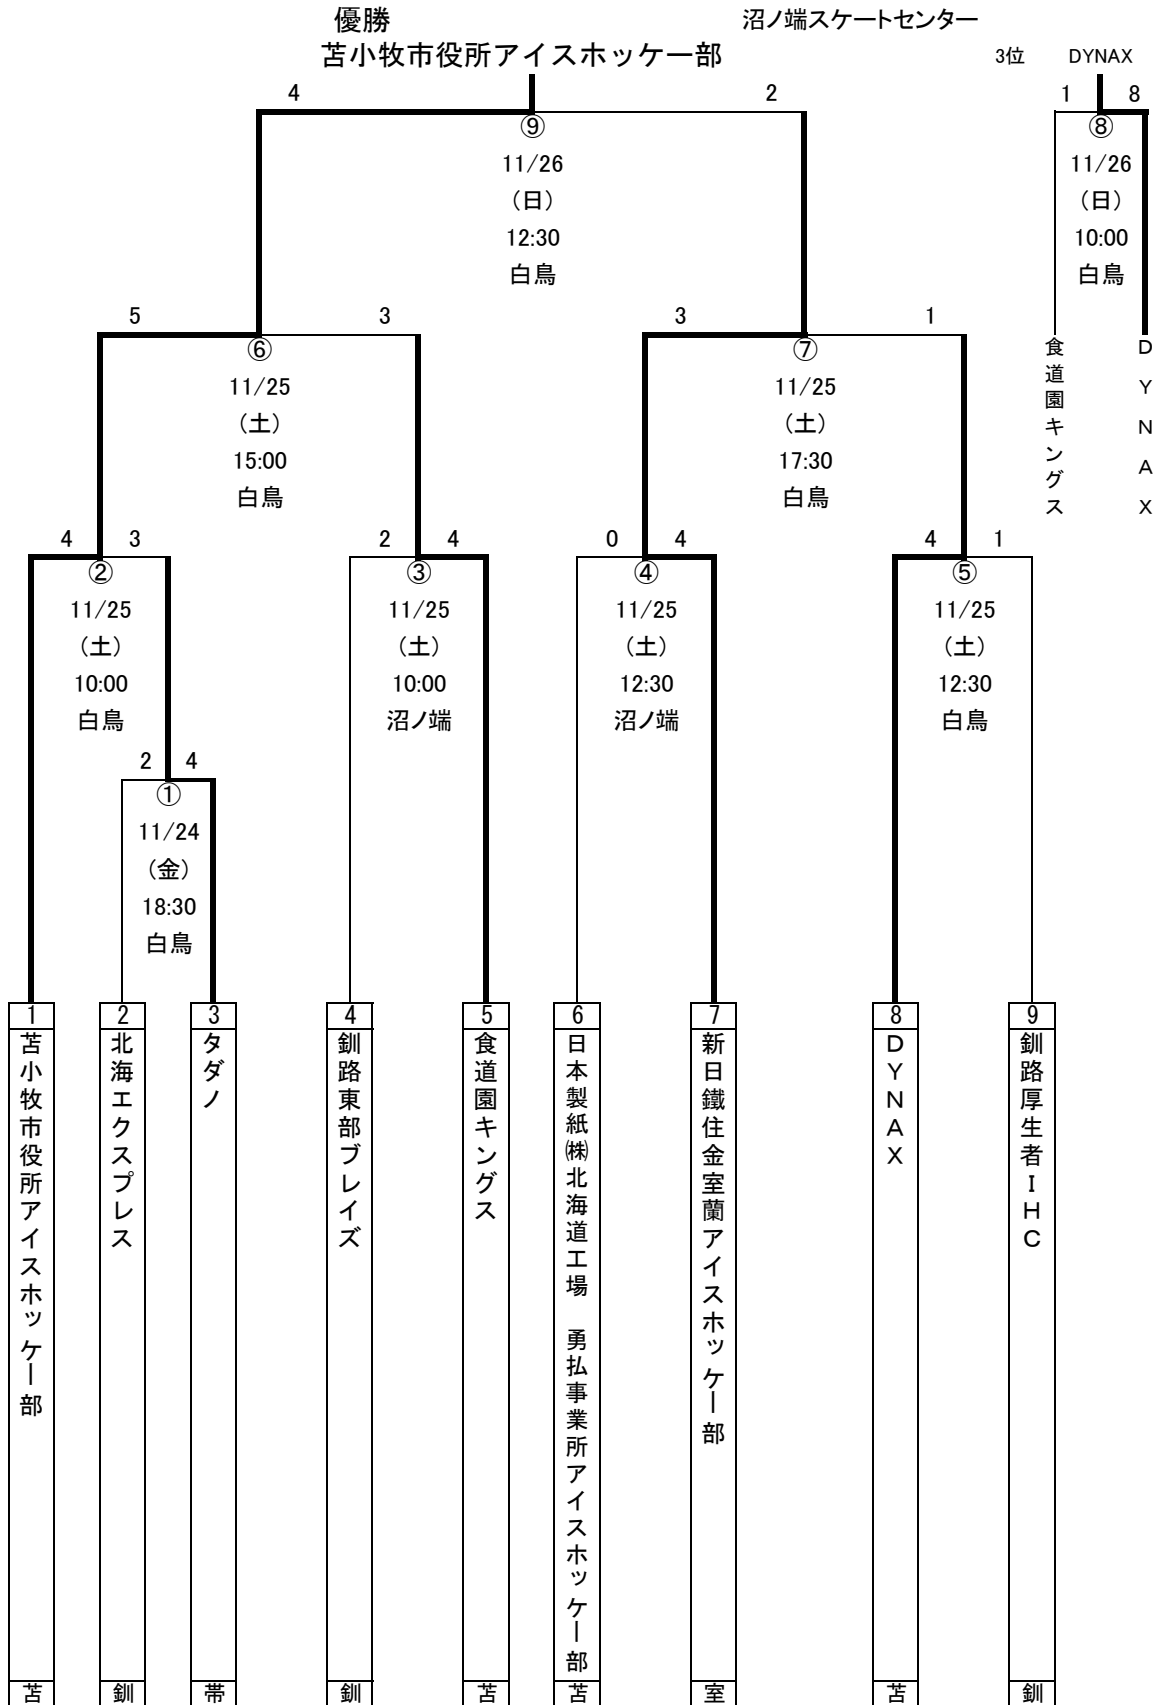 優勝
沼ノ端スケートセンター
苫小牧市役所アイスホッケー部
3位 DYNAX
4 2
1 8
⑨
11/26
(日)
12:30
白鳥
⑧
11/26
(日)
10:00
白鳥
食道園キングス
DYNAX
5 3
⑥
11/25
(土)
15:00
白鳥
3 1
⑦
11/25
(土)
17:30
白鳥
4 3
②
11/25
(土)
10:00
白鳥
2 4
③
11/25
(土)
10:00
沼ノ端
0 4
④
11/25
(土)
12:30
沼ノ端
4 1
⑤
11/25
(土)
12:30
白鳥
2 4
①
11/24
(金)
18:30
白鳥
1
苫小牧市役所アイスホッケー部
苫
2
北海エクスプレス
釧
3
タダノ
帯
4
釧路東部ブレイズ
釧
5
食道園キングス
苫
6
日本製紙㈱北海道工場 勇払事業所アイスホッケー部
苫
7
新日鐵住金室蘭アイスホッケー部
室
8
DYNAX
苫
9
釧路厚生者IHC
釧